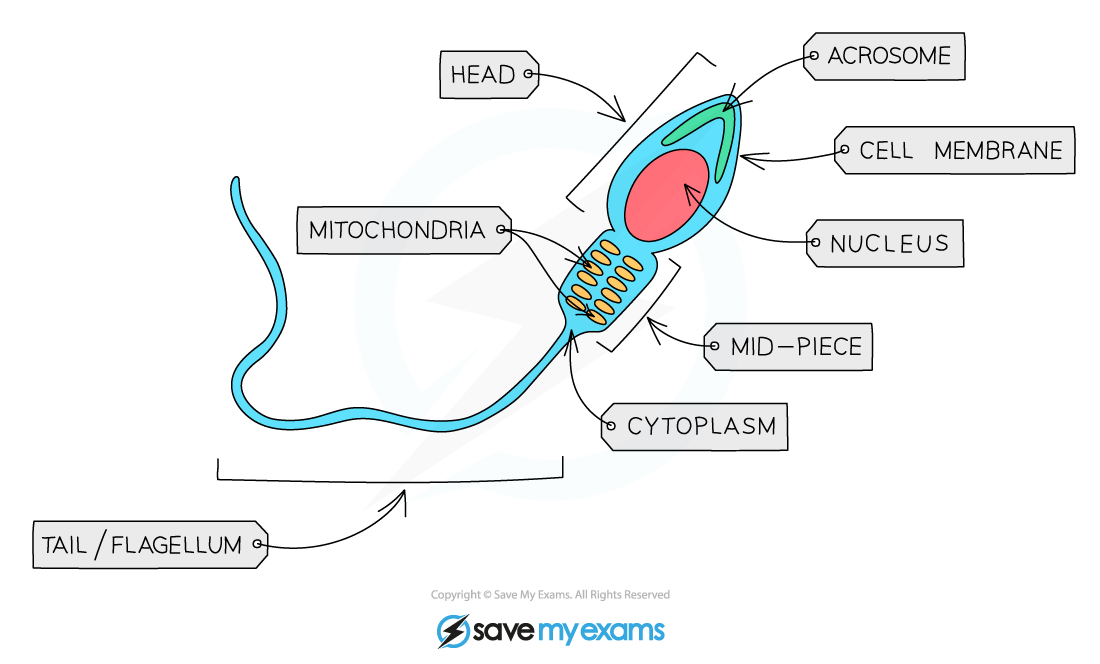 HEAD
ACROSOME
CELL MEMBRANE
MITOCHONDRIA
NUCLEUS
MID-PIECE
CYTOPLASM
TAIL/FLAGELLUM
Copyright © Save My Exams. All Rights Reserved
save my exams